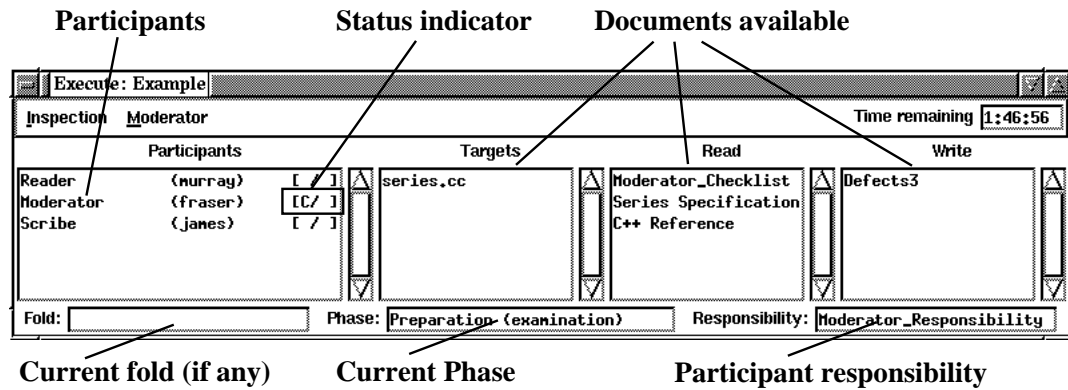 Participants Status indicator Documents available
Execute: Example
Inspection Moderator Time remaining 1:46:56
Participants Targets Read Write
Reader (murray) [ / ] series.cc Moderator_Checklist Defects3
Moderator (fraser) [C/ ] Series Specification
Scribe (james) [ / ] C++ Reference
Fold: Phase: Preparation (examination) Responsibility: Moderator_Responsibility
Current fold (if any) Current Phase Participant responsibility